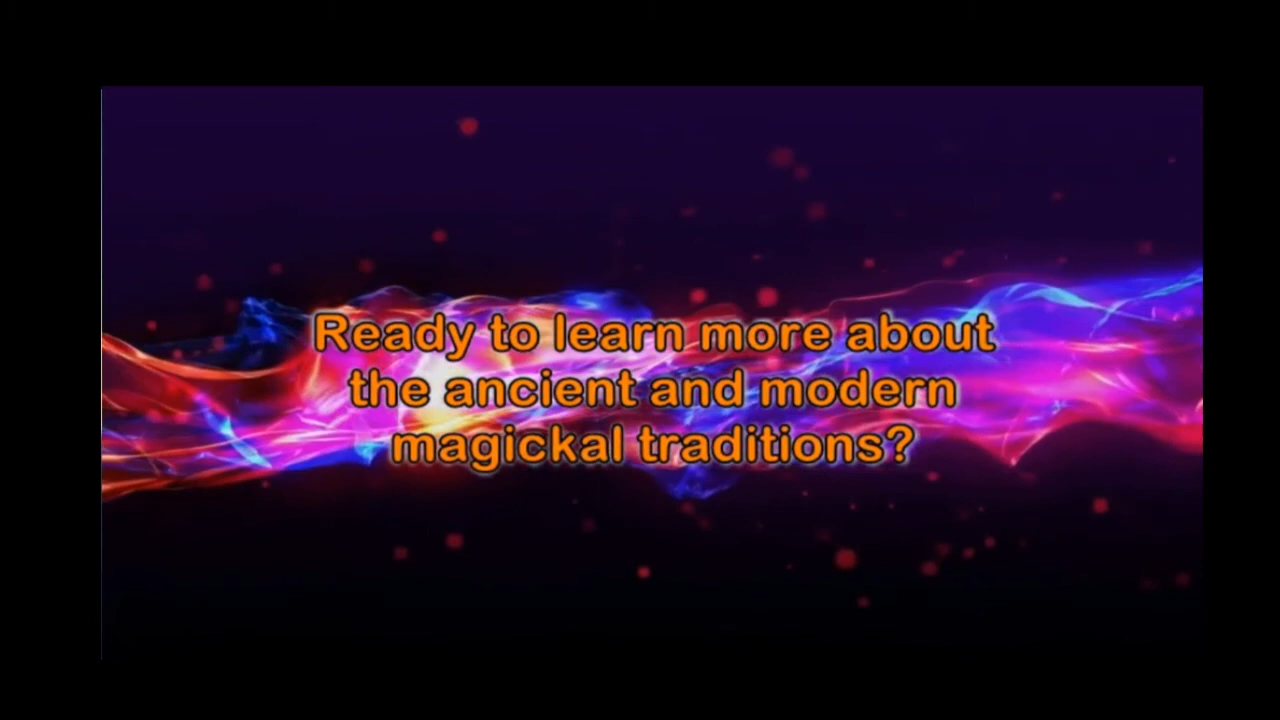 Ready to learn more about
the ancient and modern
magickal traditions?